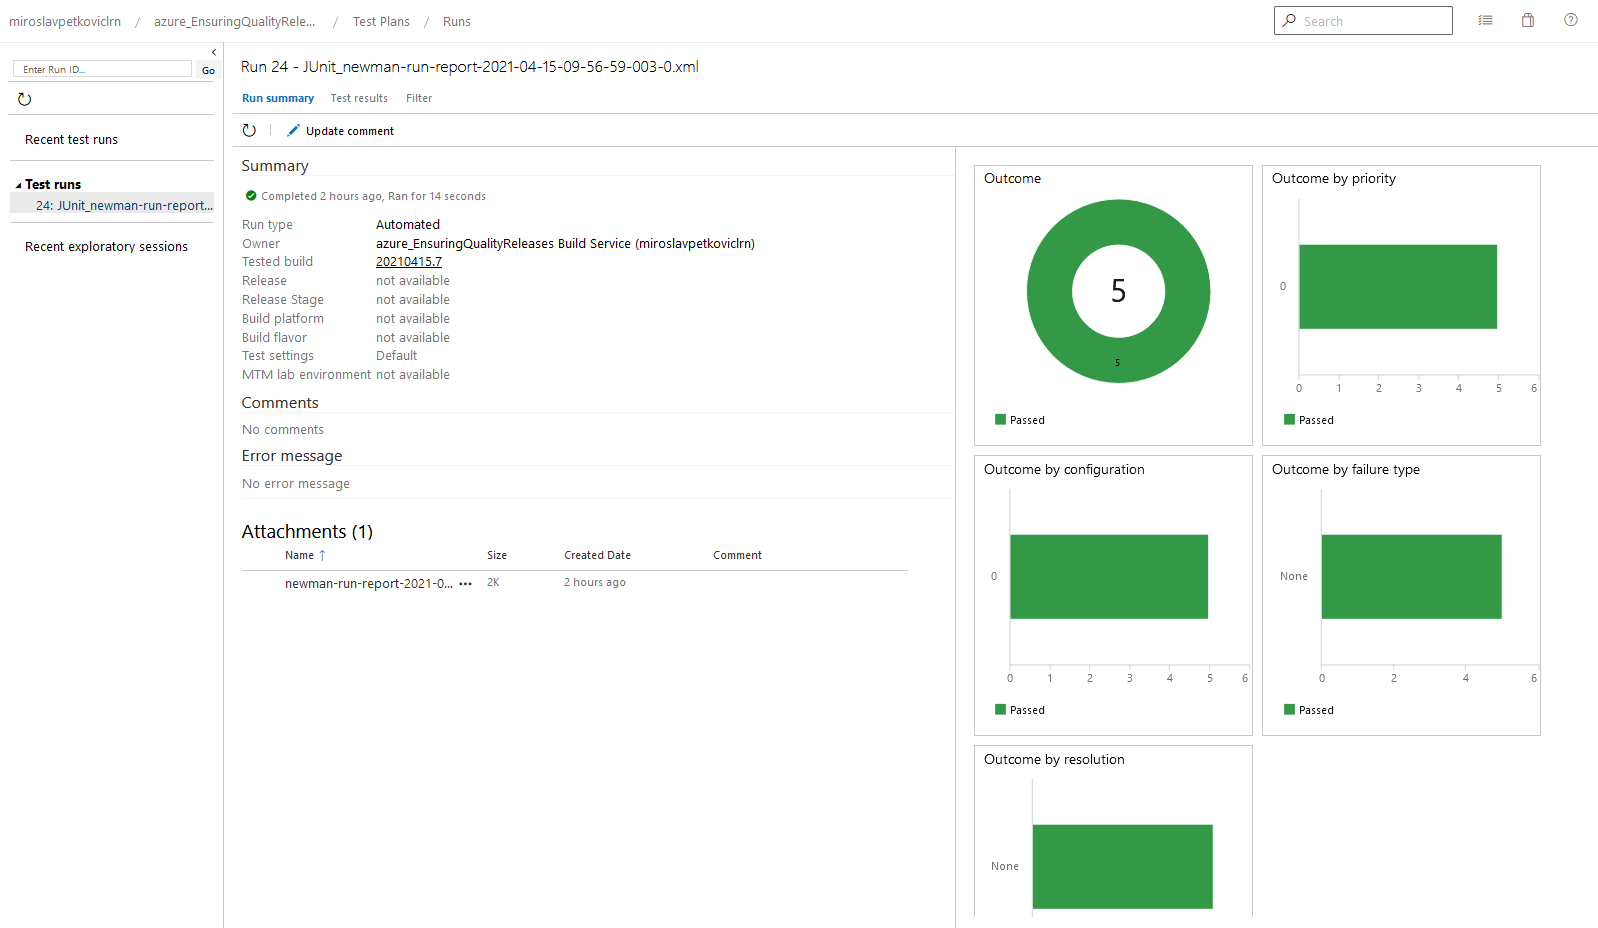 miroslavpetkoviclrn / azure_EnsuringQualityRele... / Test Plans / Runs
Search
Enter Run ID...
Go
Recent test runs
Test runs
24: JUnit_newman-run-report...
Recent exploratory sessions
Run 24 - JUnit_newman-run-report-2021-04-15-09-56-59-003-0.xml
Run summary Test results Filter
Update comment
Summary
Completed 2 hours ago, Ran for 14 seconds
Run type Automated
Owner azure_EnsuringQualityReleases Build Service (miroslavpetkoviclrn)
Tested build 20210415.7
Release not available
Release Stage not available
Build platform not available
Build flavor not available
Test settings Default
MTM lab environment not available
Comments
No comments
Error message
No error message
Attachments (1)
Name ↑ Size Created Date Comment
newman-run-report-2021-0... ••• 2K 2 hours ago
Outcome
5
5
Passed
Outcome by priority
0
0 1 2 3 4 5 6
Passed
Outcome by configuration
0
0 1 2 3 4 5 6
Passed
Outcome by failure type
None
0 2 4 6
Passed
Outcome by resolution
None